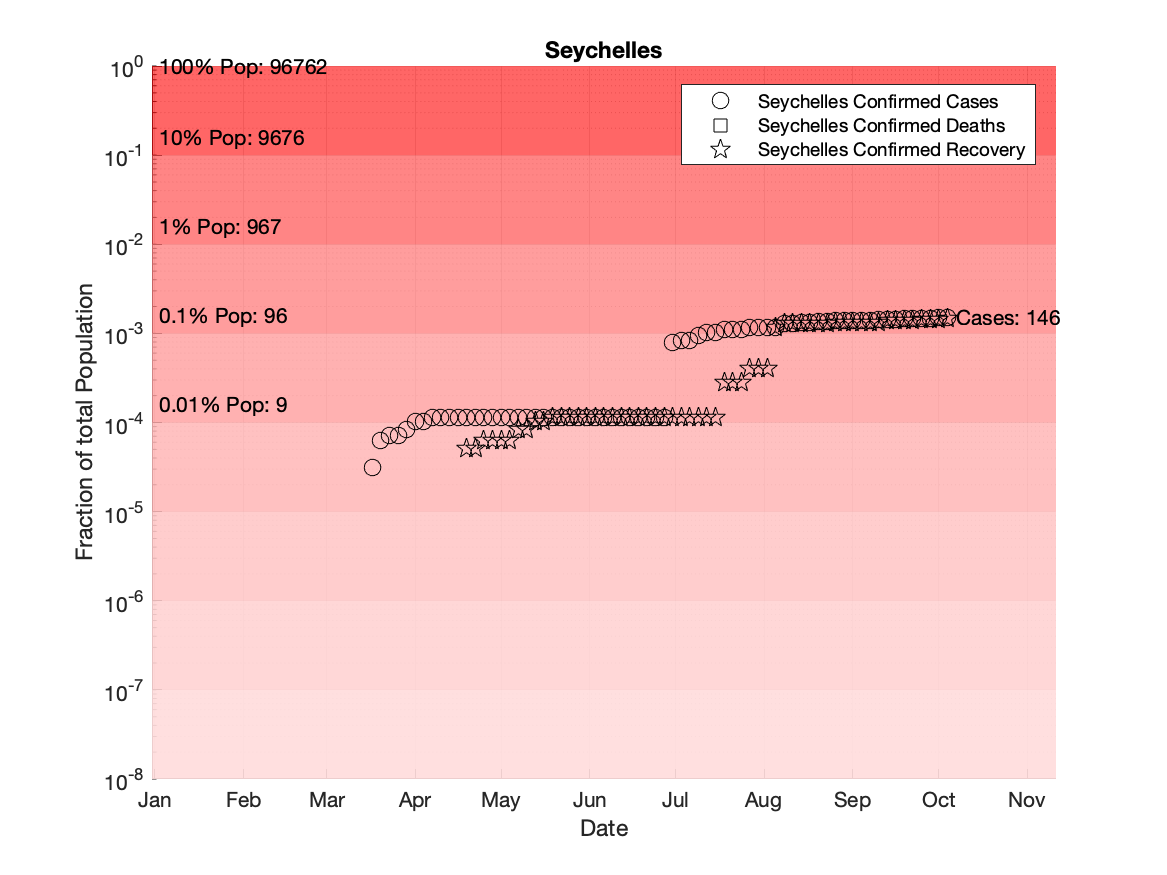 Seychelles
10^0
100% Pop: 96762
Seychelles Confirmed Cases
Seychelles Confirmed Deaths
Seychelles Confirmed Recovery
10% Pop: 9676
10^-1
1% Pop: 967
10^-2
0.1% Pop: 96
Cases: 146
10^-3
0.01% Pop: 9
10^-4
10^-5
10^-6
10^-7
10^-8
Fraction of total Population
Jan Feb Mar Apr May Jun Jul Aug Sep Oct Nov
Date